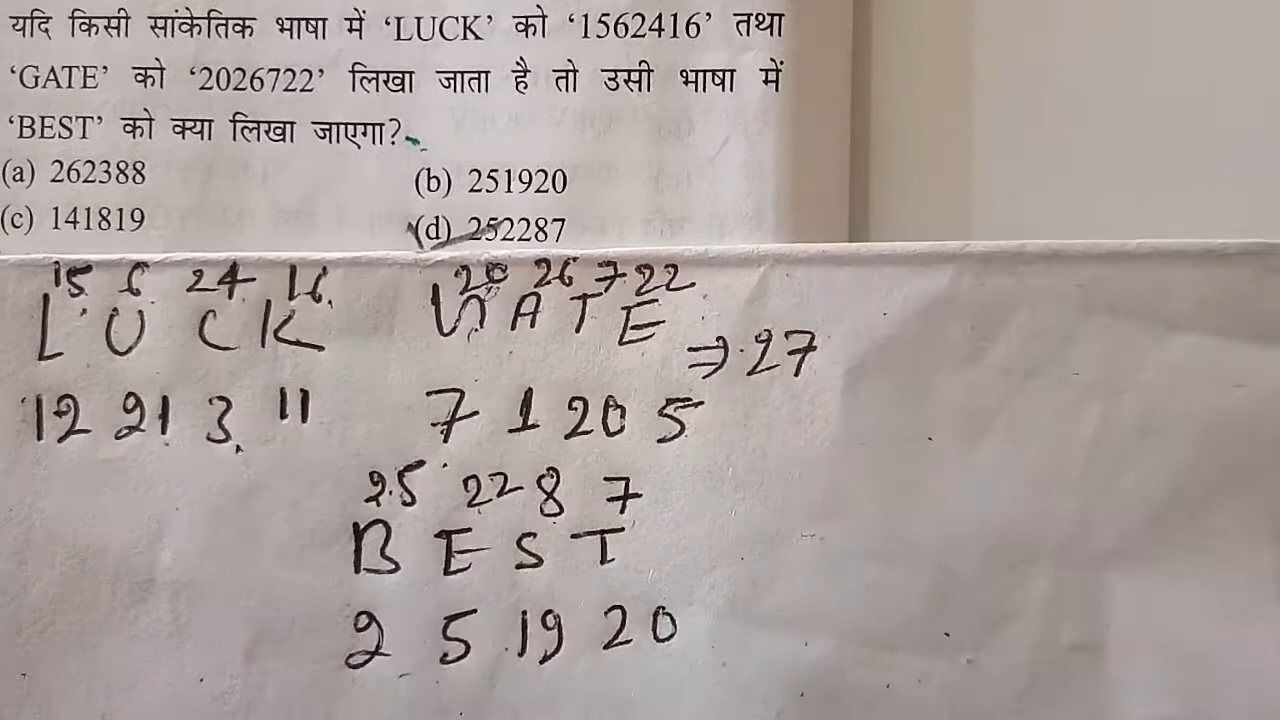 यदि किसी सांकेतिक भाषा में ‘LUCK’ को ‘1562416’ तथा
‘GATE’ को ‘2026722’ लिखा जाता है तो उसी भाषा में
‘BEST’ को क्या लिखा जाएगा?
(a) 262388 (b) 251920
(c) 141819 (d) 252287
15 6 24 16 20 26 7 22
L U C K G A T E
⇒ 27
12 21 3 11 7 1 20 5
25 22 8 7
B E S T
2 5 19 20